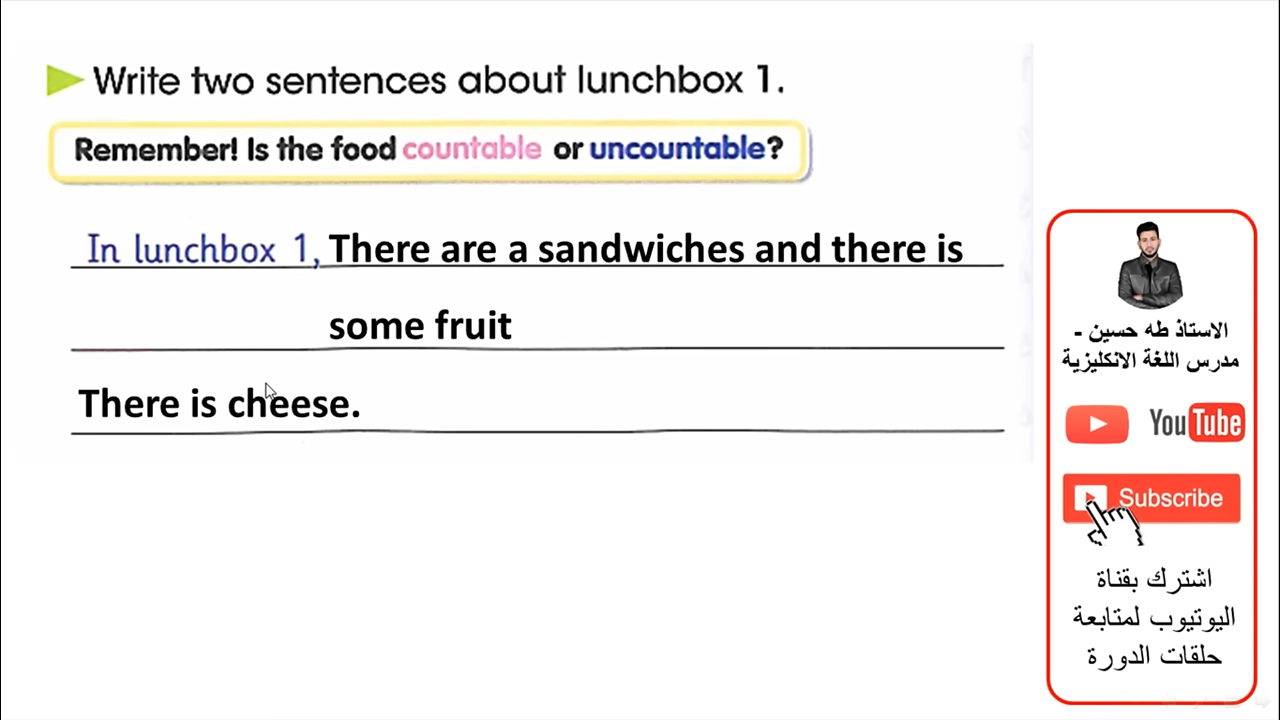 Write two sentences about lunchbox 1.
Remember! Is the food countable or uncountable?
In lunchbox 1, There are a sandwiches and there is
some fruit
There is cheese.
الاستاذ طه حسين -
مدرس اللغة الانكليزية
YouTube
Subscribe
اشترك بقناة
اليوتيوب لمتابعة
حلقات الدورة